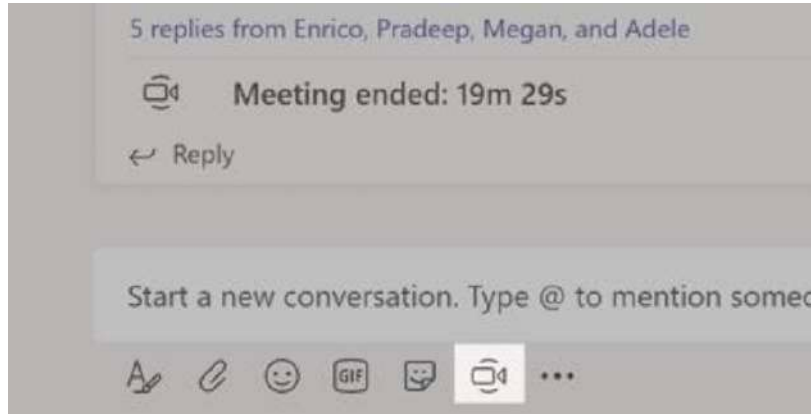 5 replies from Enrico, Pradeep, Megan, and Adele
Meeting ended: 19m 29s
Reply
Start a new conversation. Type @ to mention
GIF